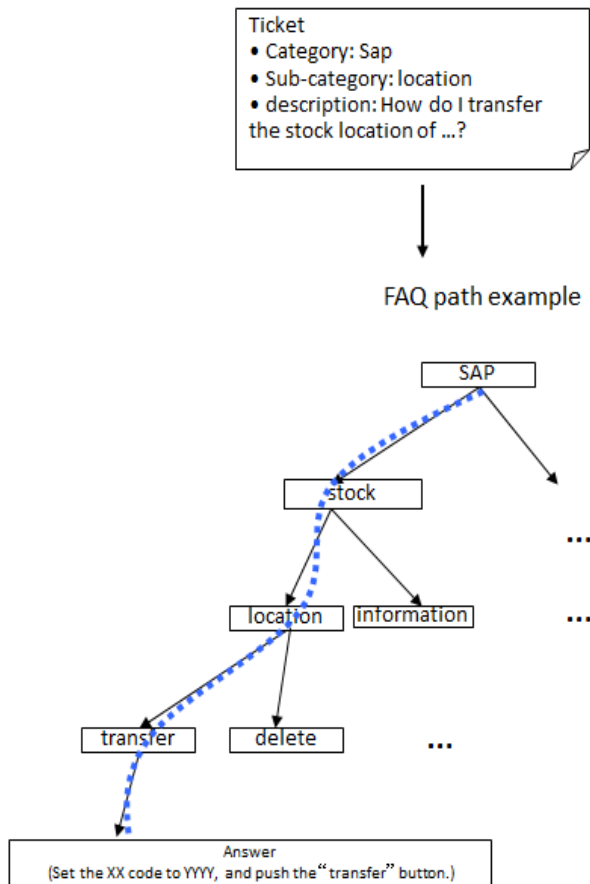 Ticket
• Category: Sap
• Sub-category: location
• description: How do I transfer
the stock location of ...?
FAQ path example
SAP
stock
...
location
information
...
transfer
delete
...
Answer
(Set the XX code to YYYY, and push the “transfer” button.)